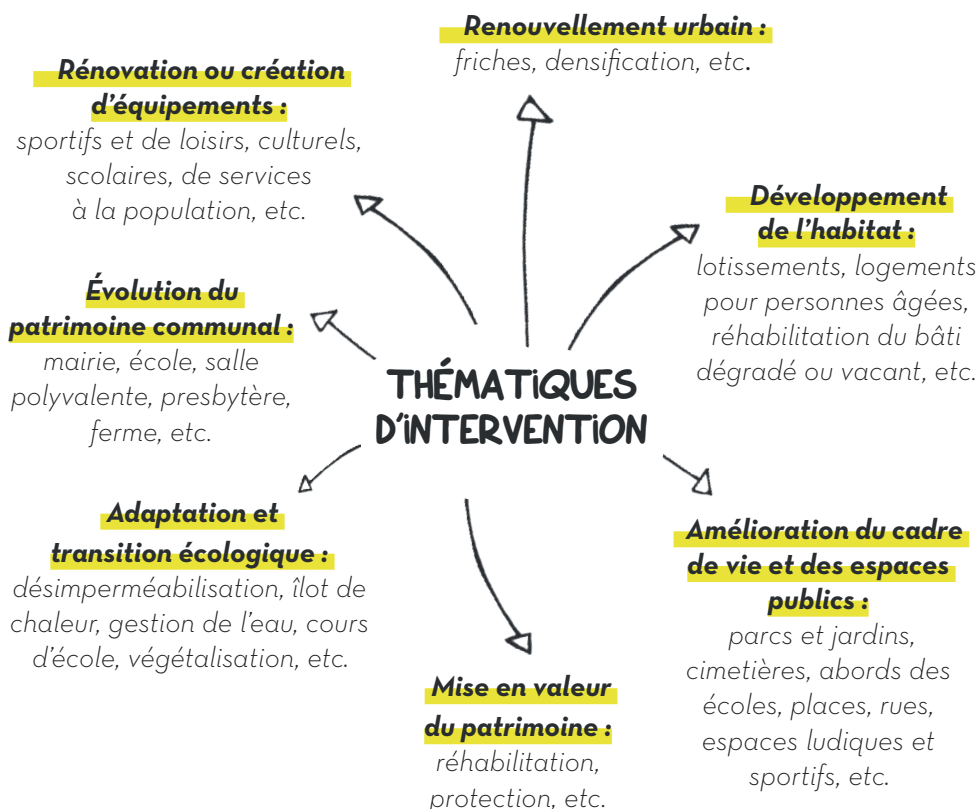 Renouvellement urbain :
friches, densification, etc.
Rénovation ou création
d'équipements :
sportifs et de loisirs, culturels,
scolaires, de services
à la population, etc.
Développement
de l'habitat :
lotissements, logements
pour personnes âgées,
réhabilitation du bâti
dégradé ou vacant, etc.
Évolution du
patrimoine communal :
mairie, école, salle
polyvalente, presbytère,
ferme, etc.
THÉMATIQUES
D'INTERVENTION
Adaptation et
transition écologique :
désimperméabilisation, îlot de
chaleur, gestion de l'eau, cours
d'école, végétalisation, etc.
Amélioration du cadre
de vie et des espaces
publics :
parcs et jardins,
cimetières, abords des
écoles, places, rues,
espaces ludiques et
sportifs, etc.
Mise en valeur
du patrimoine :
réhabilitation,
protection, etc.